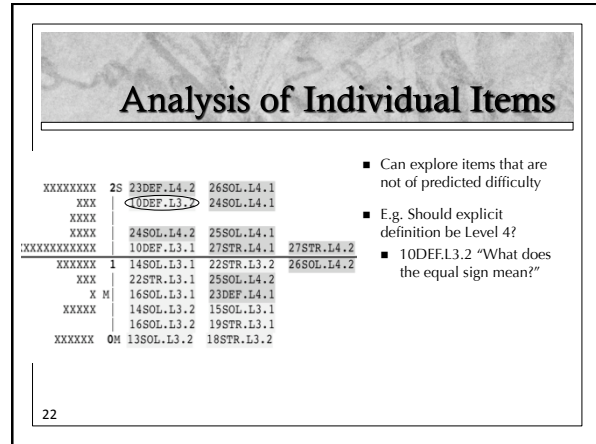 Analysis of Individual Items
XXXXXXXX 2S 23DEF.L4.2 26SOL.L4.1
XXX | 10DEF.L3.2 24SOL.L4.1
XXXX |
XXXX | 24SOL.L4.2 25SOL.L4.1
XXXXXXXXXXXX | 10DEF.L3.1 27STR.L4.1 27STR.L4.2
XXXXXX 1 14SOL.L3.1 22STR.L3.2 26SOL.L4.2
XXX | 22STR.L3.1 25SOL.L4.2
X M| 16SOL.L3.1 23DEF.L4.1
XXXXX | 14SOL.L3.2 15SOL.L3.1
| 16SOL.L3.2 19STR.L3.1
XXXXXX 0M 13SOL.L3.2 18STR.L3.2
■ Can explore items that are
not of predicted difficulty
■ E.g. Should explicit
definition be Level 4?
■ 10DEF.L3.2 “What does
the equal sign mean?”
22